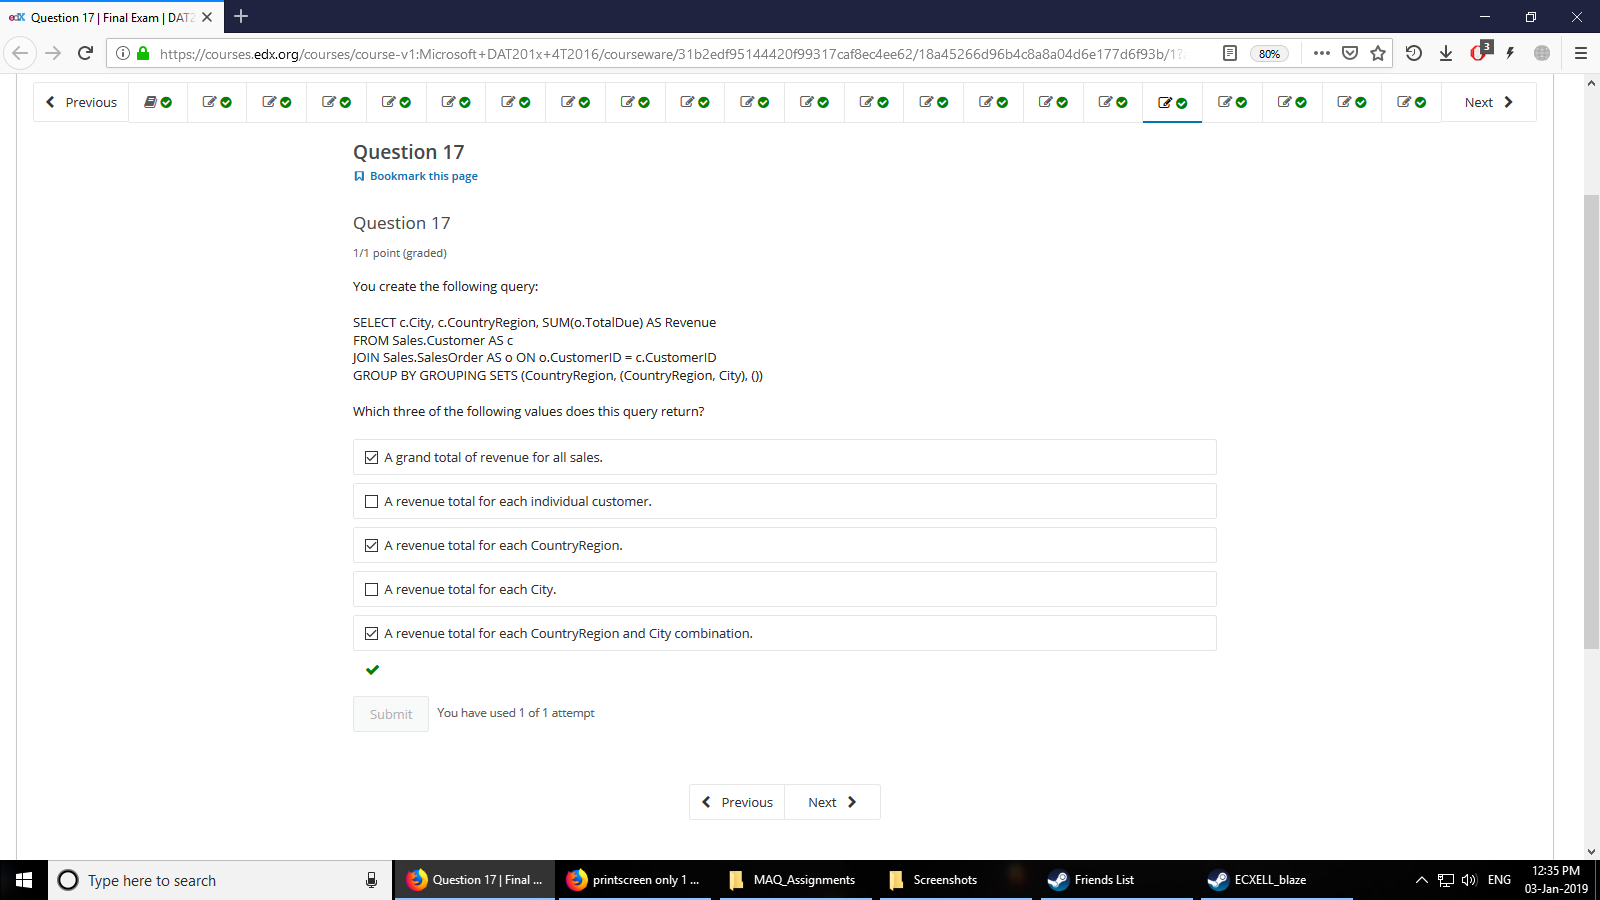 edX Question 17 | Final Exam | DAT2
https://courses.edx.org/courses/course-v1:Microsoft+DAT201x+4T2016/courseware/31b2edf95144420f99317caf8ec4ee62/18a45266d96b4c8a8a04d6e177d6f93b/1?
80%
3
Previous
Next
Question 17
Bookmark this page
Question 17
1/1 point (graded)
You create the following query:
SELECT c.City, c.CountryRegion, SUM(o.TotalDue) AS Revenue
FROM Sales.Customer AS c
JOIN Sales.SalesOrder AS o ON o.CustomerID = c.CustomerID
GROUP BY GROUPING SETS (CountryRegion, (CountryRegion, City), ())
Which three of the following values does this query return?
A grand total of revenue for all sales.
A revenue total for each individual customer.
A revenue total for each CountryRegion.
A revenue total for each City.
A revenue total for each CountryRegion and City combination.
Submit
You have used 1 of 1 attempt
Previous
Next
Type here to search
Question 17 | Final ...
printscreen only 1 ...
MAQ_Assignments
Screenshots
Friends List
ECXELL_blaze
ENG
12:35 PM
03-Jan-2019